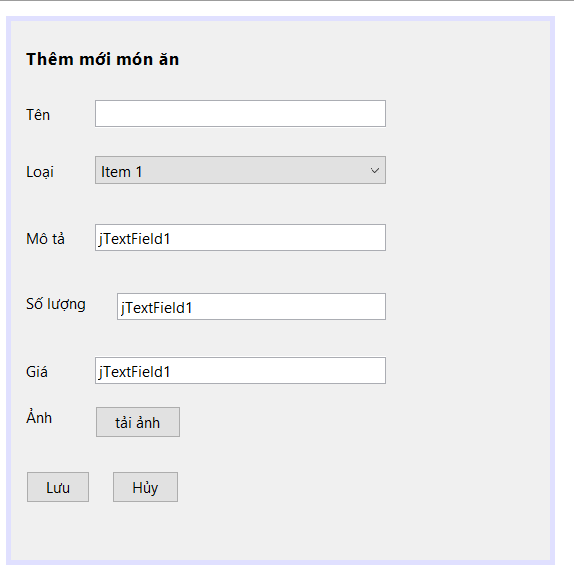 Thêm mới món ăn
Tên
Loại Item 1
Mô tả jTextField1
Số lượng jTextField1
Giá jTextField1
Ảnh tải ảnh
Lưu Hủy